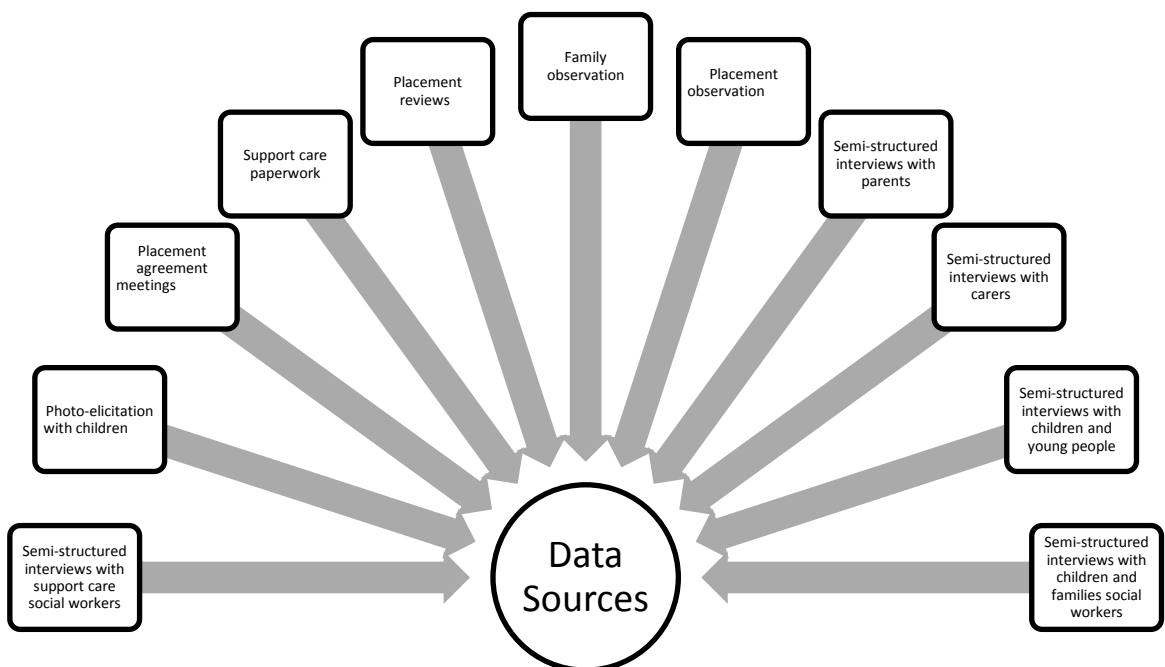 Family
observation
Placement
reviews
Placement
observation
Support care
paperwork
Semi-structured
interviews with
parents
Placement
agreement
meetings
Semi-structured
interviews with
carers
Photo-elicitation
with children
Semi-structured
interviews with
children and
young people
Semi-structured
interviews with
support care
social workers
Data
Sources
Semi-structured
interviews with
children and
families social
workers